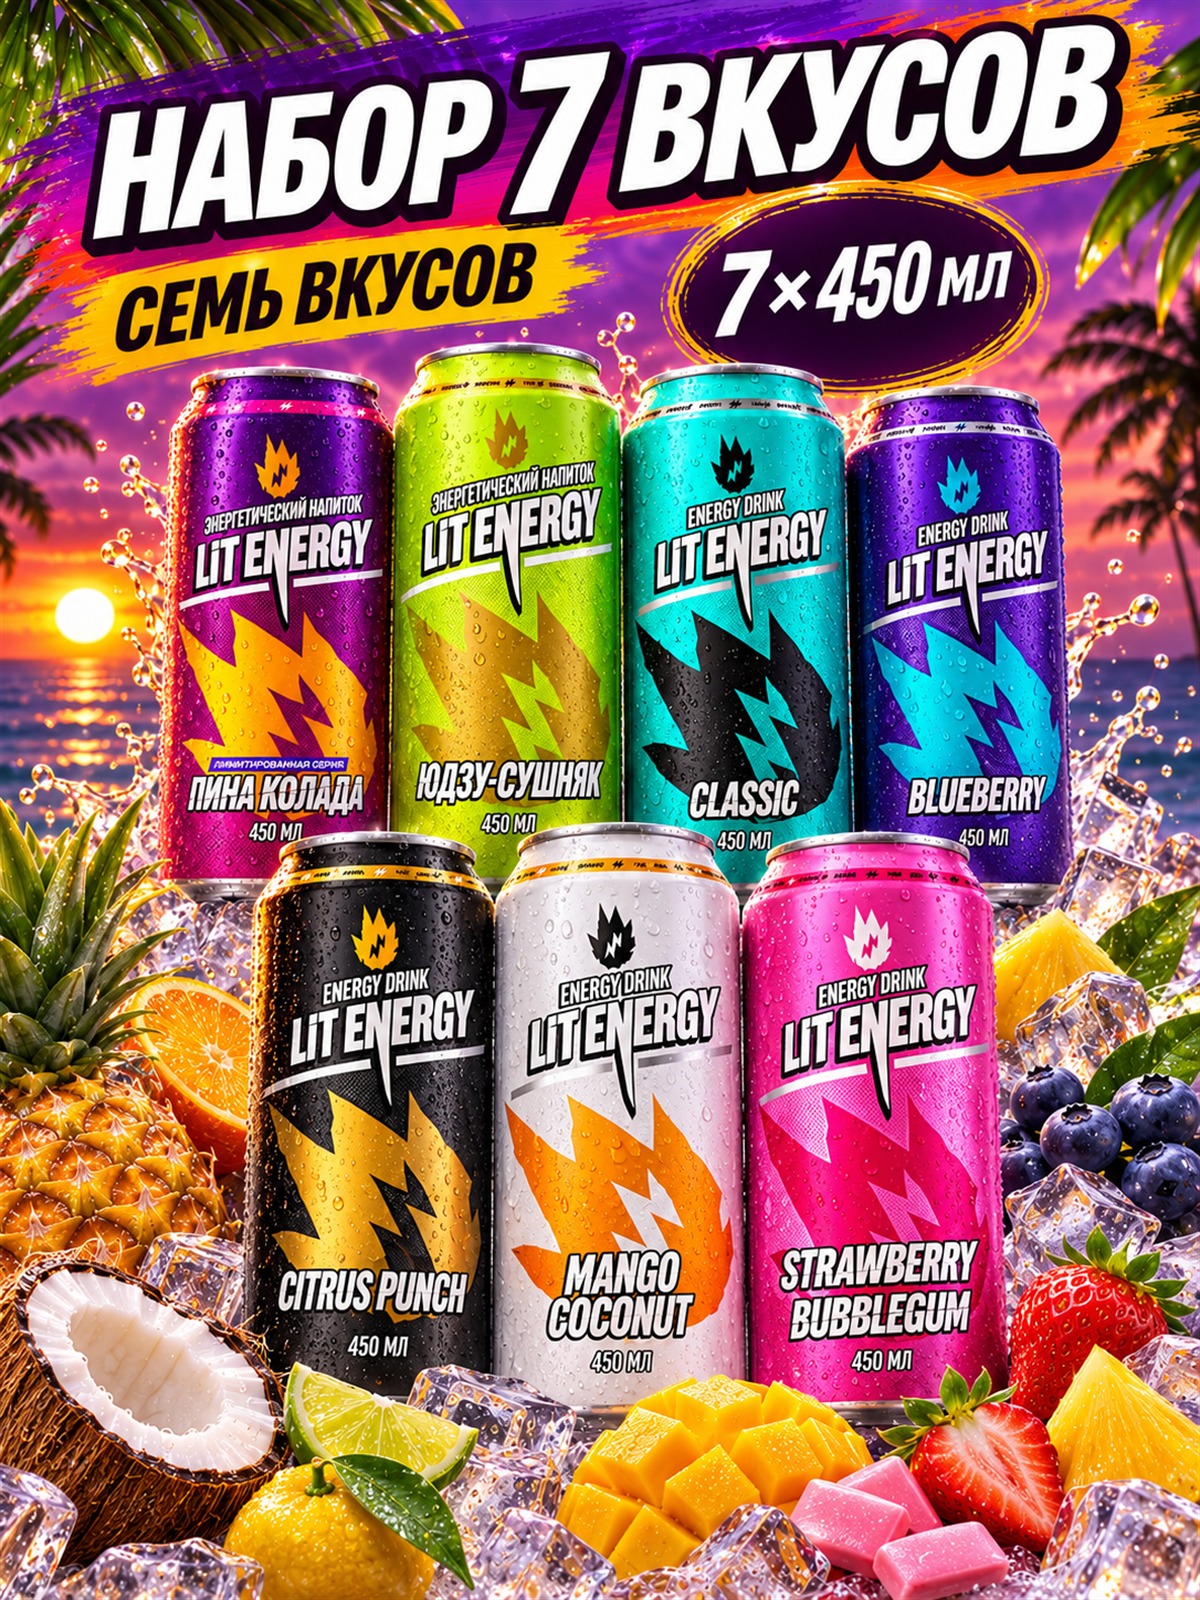 НАБОР 7 ВКУСОВ
СЕМЬ ВКУСОВ
7×450 МЛ
ЭНЕРГЕТИЧЕСКИЙ НАПИТОК
LIT ENERGY
ЛИМИТИРОВАННАЯ СЕРИЯ
ПИНА КОЛАДА
450 МЛ
ЭНЕРГЕТИЧЕСКИЙ НАПИТОК
LIT ENERGY
ЮДЗУ-СУШНЯК
450 МЛ
ENERGY DRINK
LIT ENERGY
CLASSIC
450 МЛ
ENERGY DRINK
LIT ENERGY
BLUEBERRY
450 МЛ
ENERGY DRINK
LIT ENERGY
CITRUS PUNCH
450 МЛ
ENERGY DRINK
LIT ENERGY
MANGO
COCONUT
450 МЛ
ENERGY DRINK
LIT ENERGY
STRAWBERRY
BUBBLEGUM
450 МЛ